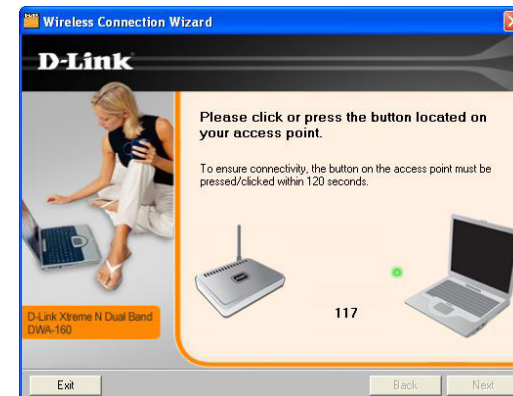 Wireless Connection Wizard
D-Link
Please click or press the button located on
your access point.
To ensure connectivity, the button on the access point must be
pressed/clicked within 120 seconds.
117
D-Link Xtreme N Dual Band
DWA-160
Exit
Back
Next